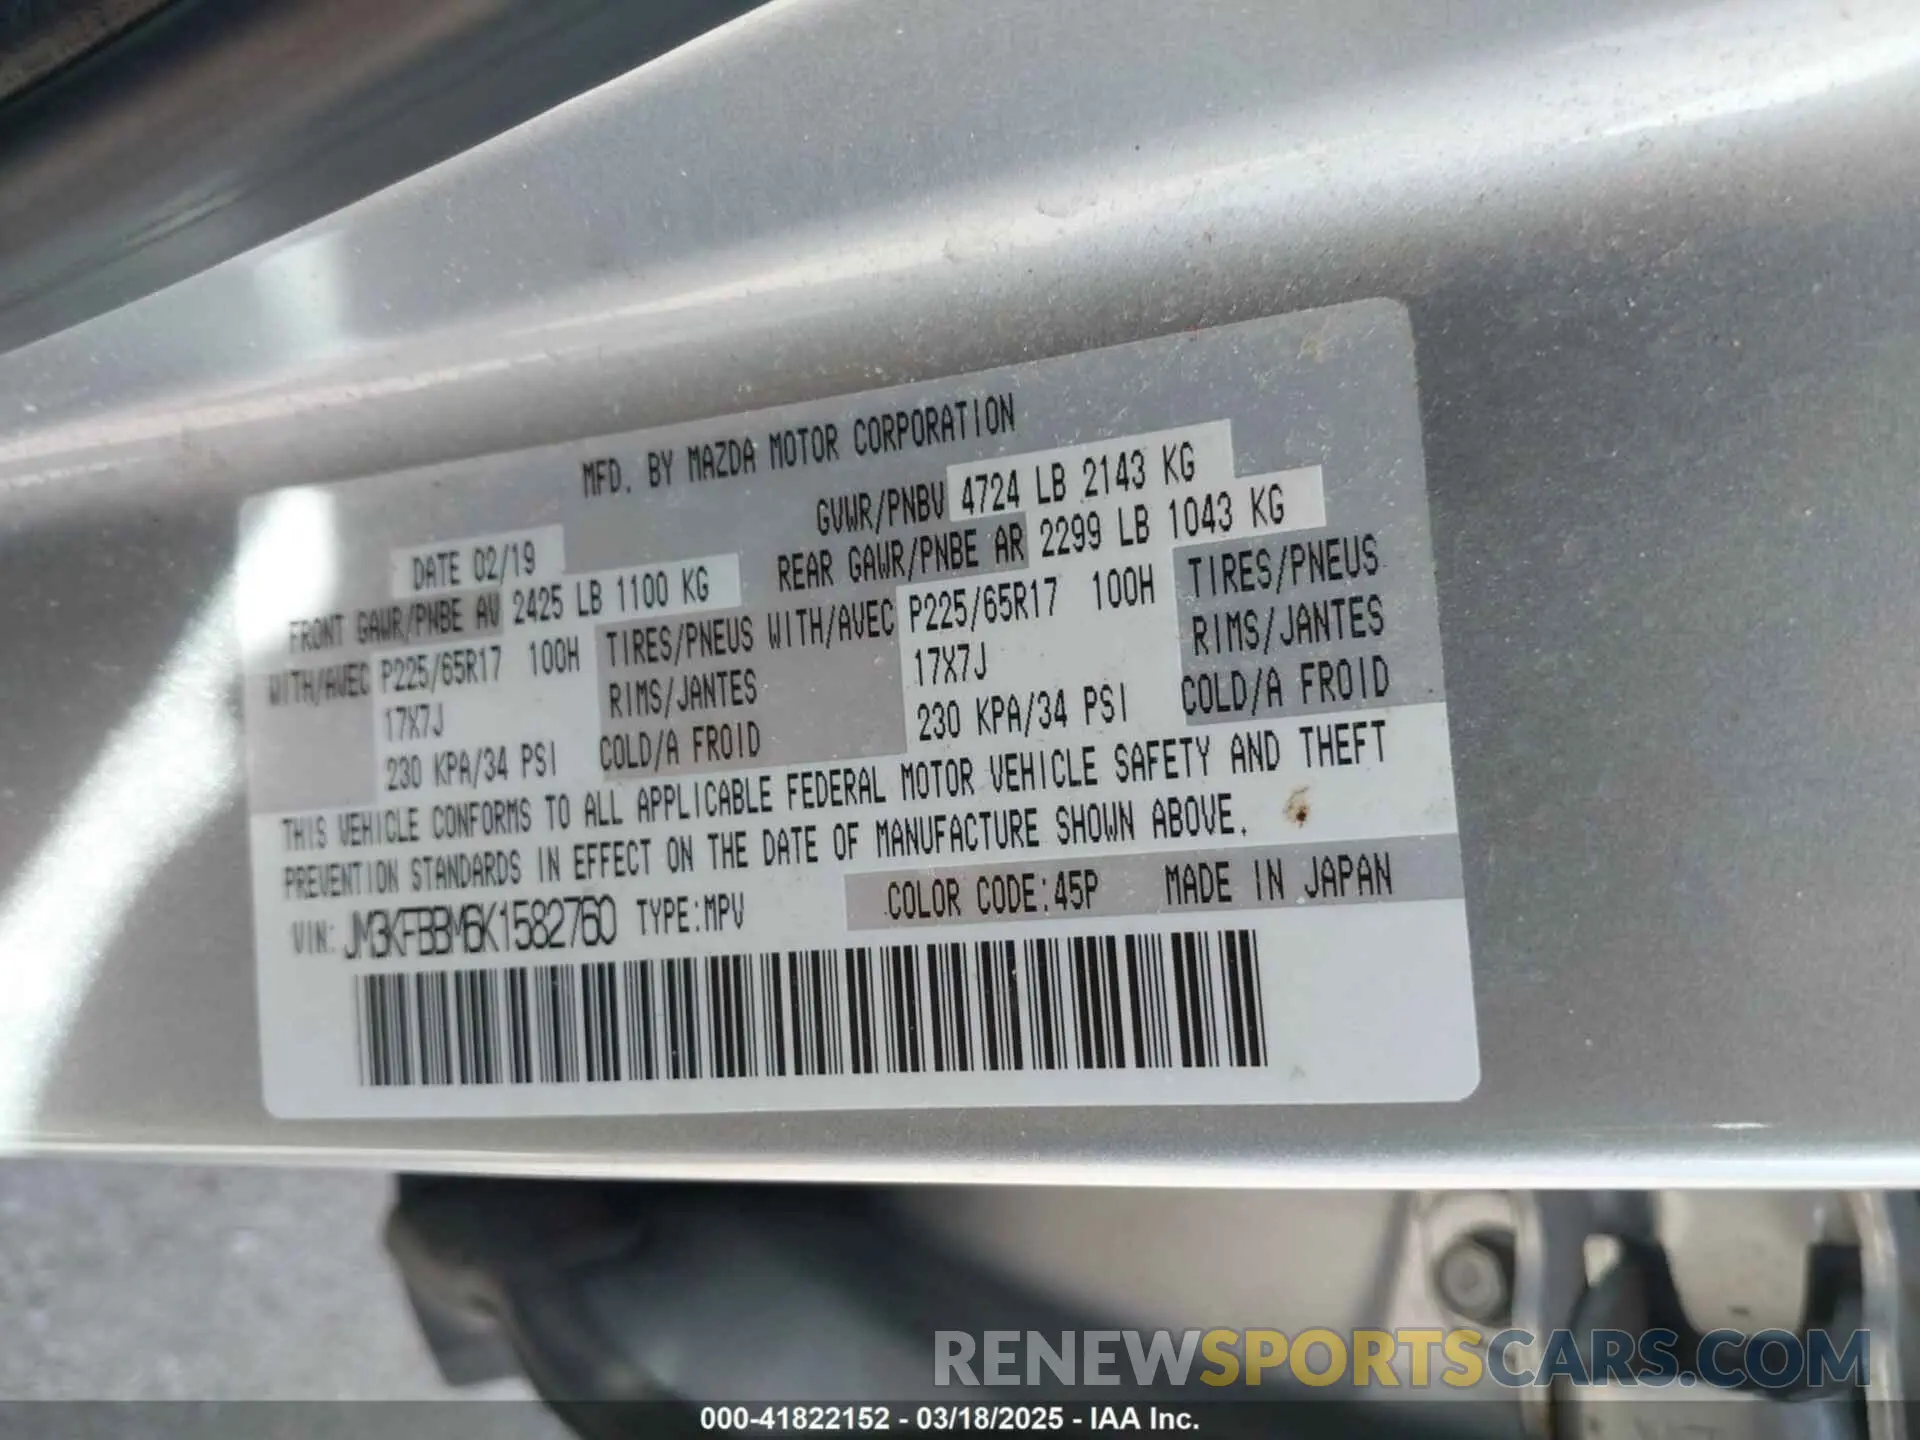 MFD. BY MAZDA MOTOR CORPORATION
DATE 02/19 GVWR/PNBV 4724 LB 2143 KG
FRONT GAWR/PNBE AV 2425 LB 1100 KG REAR GAWR/PNBE AR 2299 LB 1043 KG
WITH/AVEC P225/65R17 100H TIRES/PNEUS WITH/AVEC P225/65R17 100H TIRES/PNEUS
17X7J RIMS/JANTES 17X7J RIMS/JANTES
230 KPA/34 PSI COLD/A FROID 230 KPA/34 PSI COLD/A FROID
THIS VEHICLE CONFORMS TO ALL APPLICABLE FEDERAL MOTOR VEHICLE SAFETY AND THEFT
PREVENTION STANDARDS IN EFFECT ON THE DATE OF MANUFACTURE SHOWN ABOVE.
VIN: JM3KFBBM6K1582760 TYPE:MPV COLOR CODE:45P MADE IN JAPAN
RENEWSPORTSCARS.COM
000-41822152 - 03/18/2025 - IAA Inc.